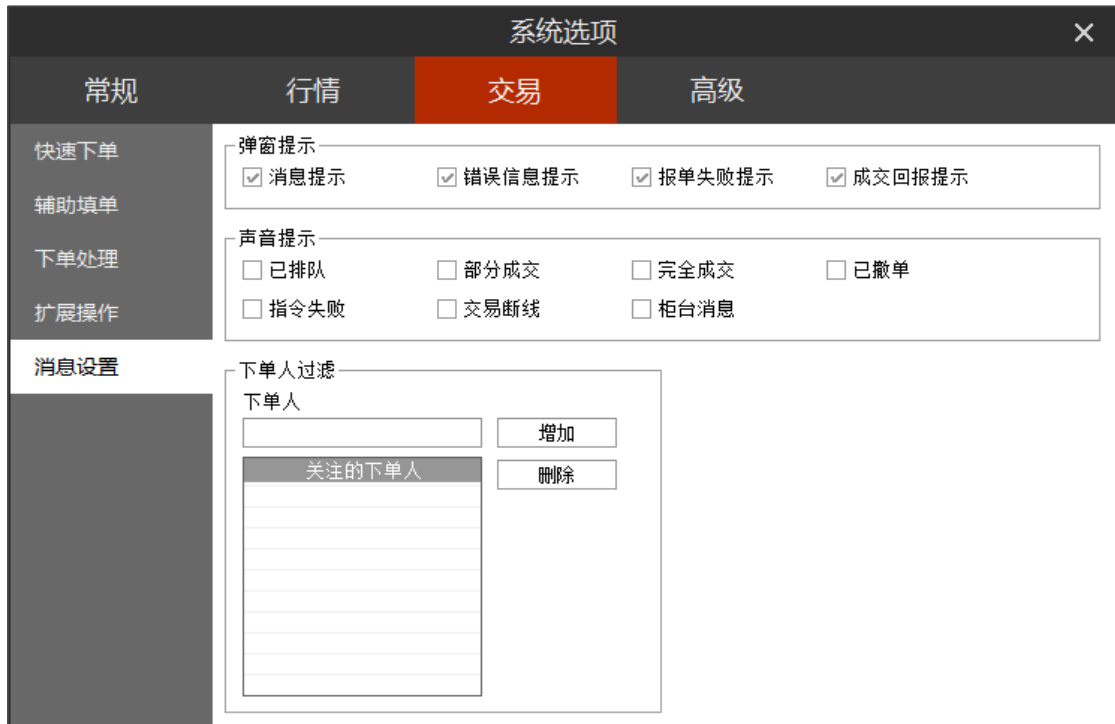 系统选项
常规 行情 交易 高级
快速下单
辅助填单
下单处理
扩展操作
消息设置
弹窗提示
消息提示 错误信息提示 报单失败提示 成交回报提示
声音提示
已排队 部分成交 完全成交 已撤单
指令失败 交易断线 柜台消息
下单人过滤
下单人
增加
关注的下单人 删除